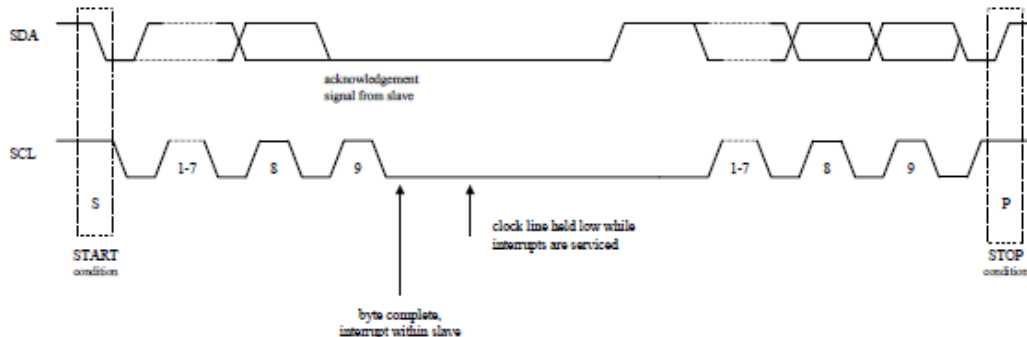 SDA
acknowledgement
signal from slave
SCL
1-7
8
9
1-7
8
9
S
P
clock line held low while
interrupts are serviced
START
condition
STOP
condition
byte complete,
interrupt within slave